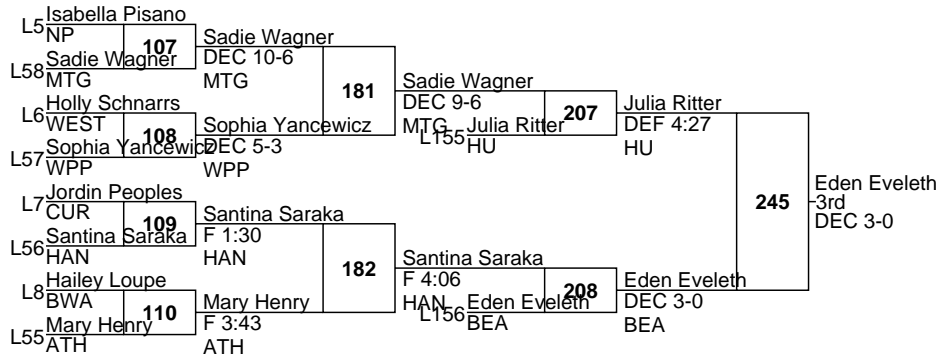 L5 Isabella Pisano
NP
107
Sadie Wagner
DEC 10-6
MTG
L58 Sadie Wagner
MTG
181
Sadie Wagner
DEC 9-6
MTG
L6 Holly Schnarrs
WEST
108
Sophia Yancewicz
DEC 5-3
WPP
L57 Sophia Yancewicz
WPP
L155 Julia Ritter
HU
207
Julia Ritter
DEF 4:27
HU
L7 Jordin Peoples
CUR
109
Santina Saraka
F 1:30
HAN
L56 Santina Saraka
HAN
182
Santina Saraka
F 4:06
HAN
L8 Hailey Loupe
BWA
110
Mary Henry
F 3:43
ATH
L55 Mary Henry
ATH
L156 Eden Eveleth
BEA
208
Eden Eveleth
DEC 3-0
BEA
245
Eden Eveleth
3rd
DEC 3-0